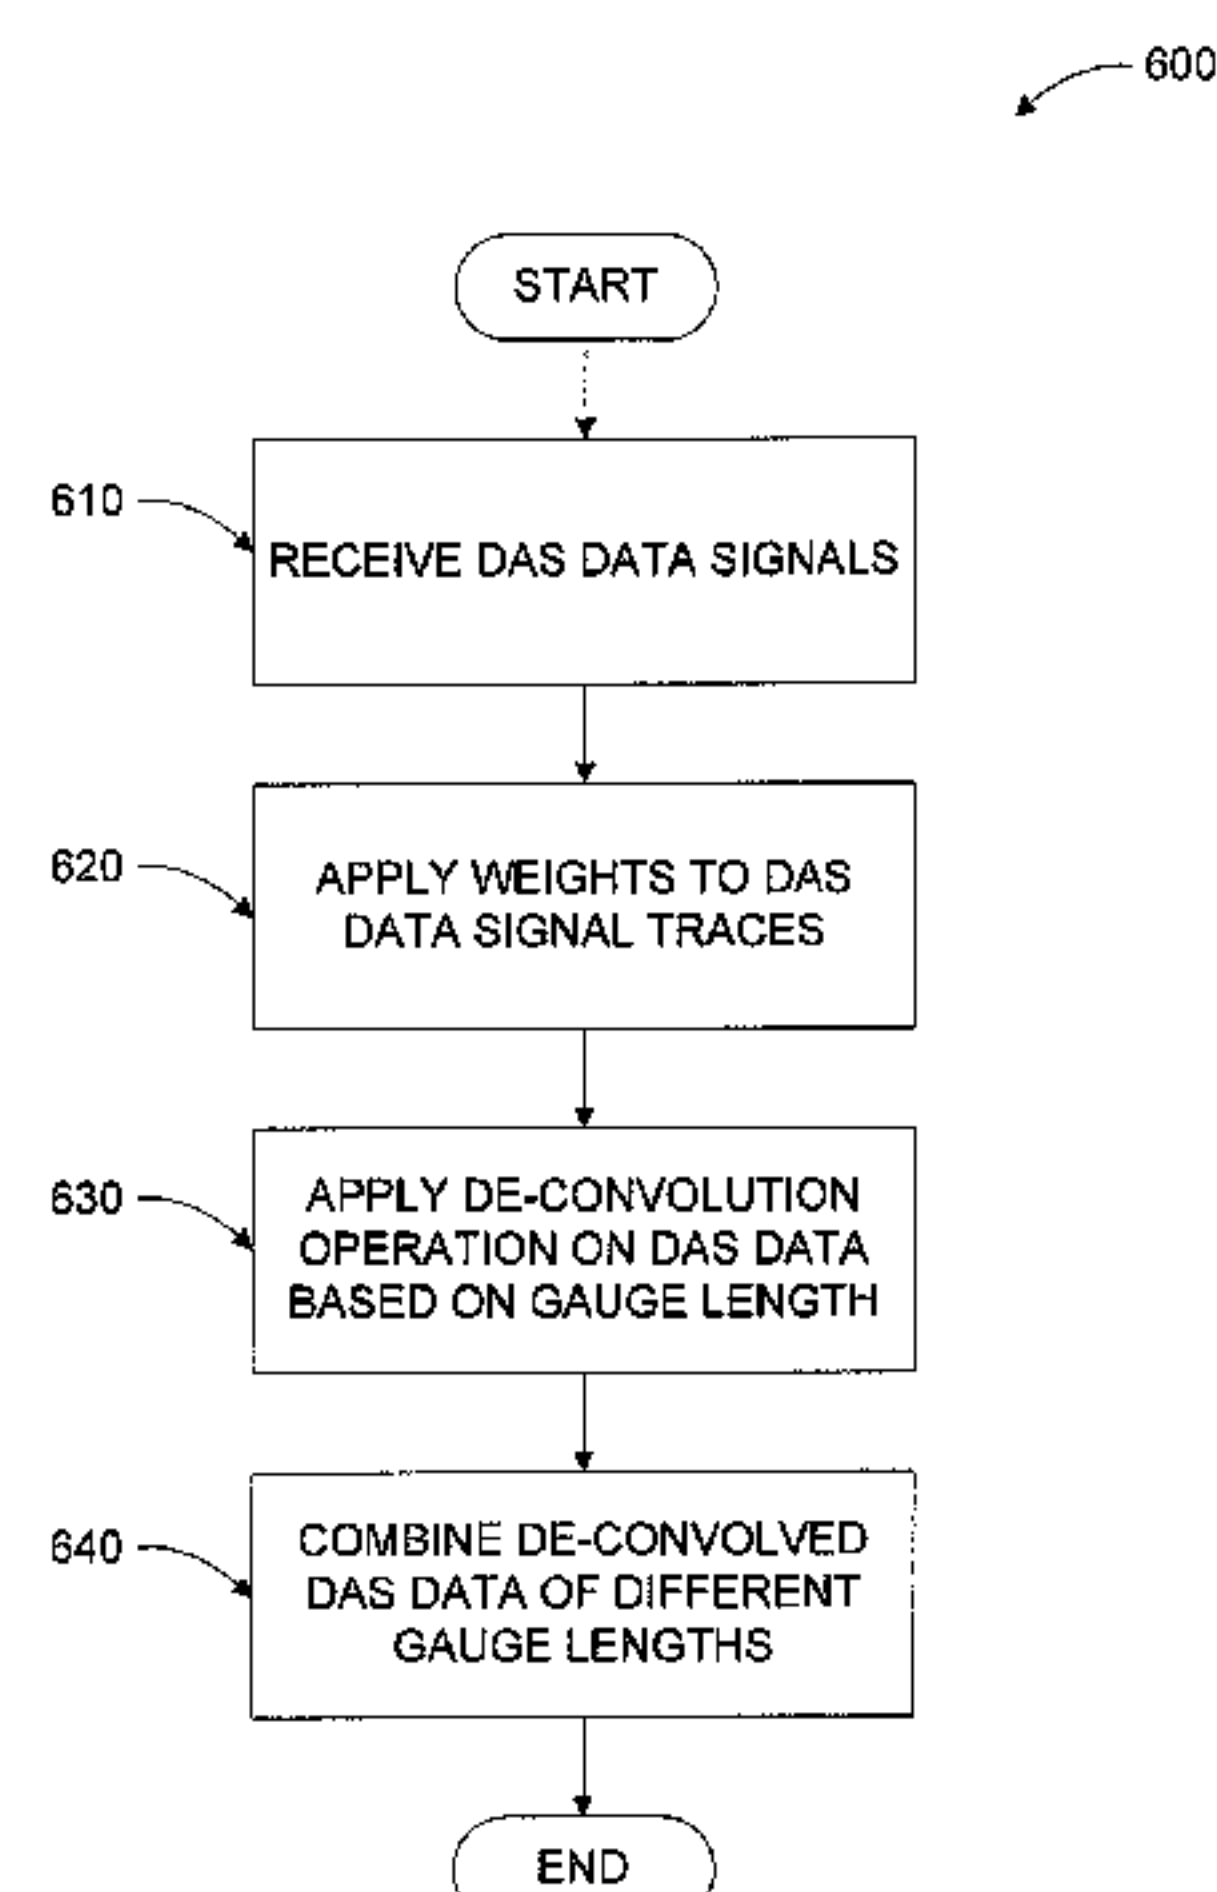 600
START
610
RECEIVE DAS DATA SIGNALS
620
APPLY WEIGHTS TO DAS
DATA SIGNAL TRACES
630
APPLY DE-CONVOLUTION
OPERATION ON DAS DATA
BASED ON GAUGE LENGTH
640
COMBINE DE-CONVOLVED
DAS DATA OF DIFFERENT
GAUGE LENGTHS
END